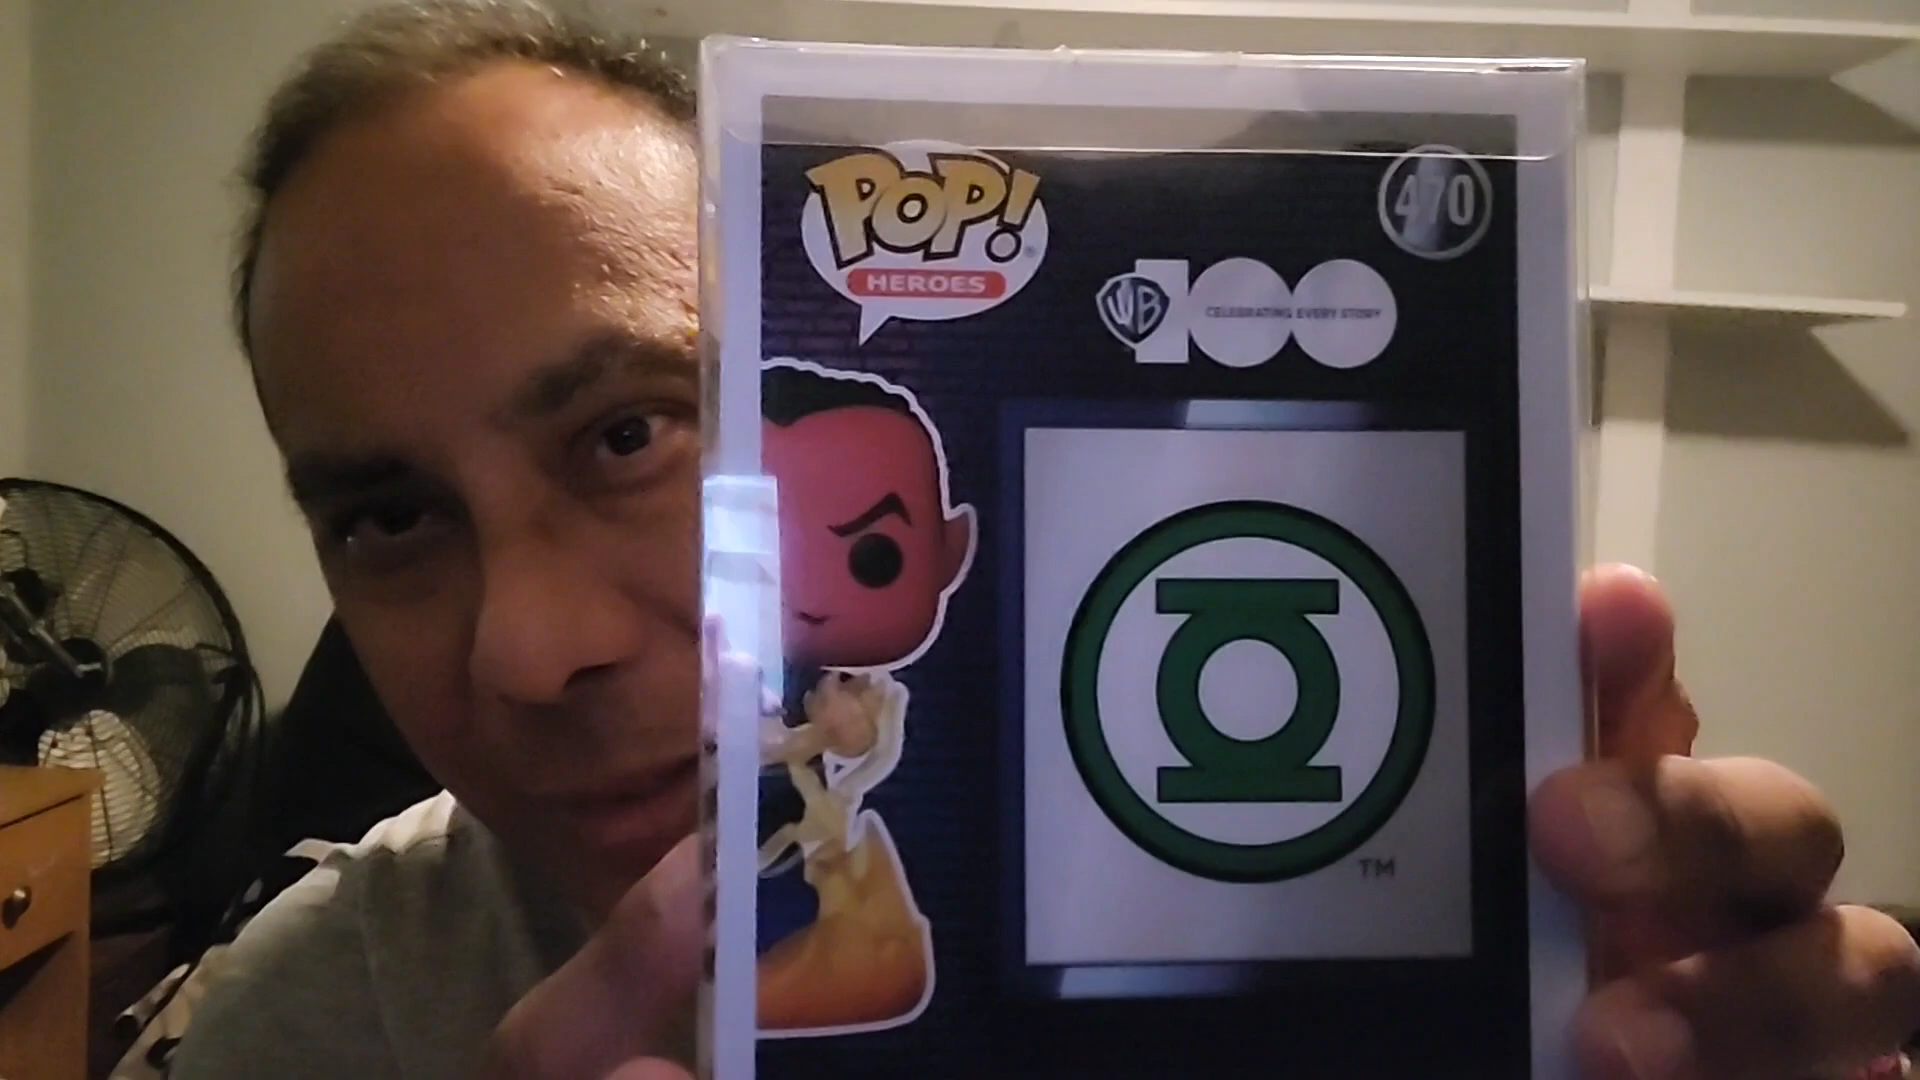 POP!
HEROES
470
WB 100
CELEBRATING EVERY STORY
TM